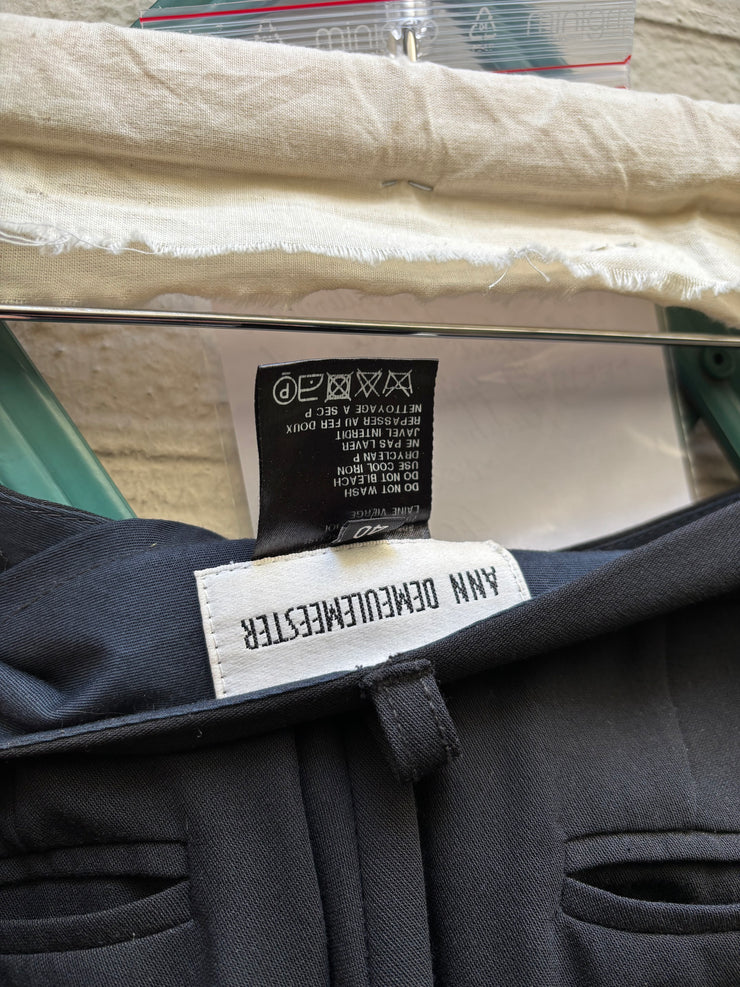 ANN DEMEULEMEESTER
40
LAINE VIERGE
DO NOT WASH
DO NOT BLEACH
USE COOL IRON
DRYCLEAN P
NE PAS LAVER
JAVEL INTERDIT
REPASSER AU FER DOUX
NETTOYAGE A SEC P
P